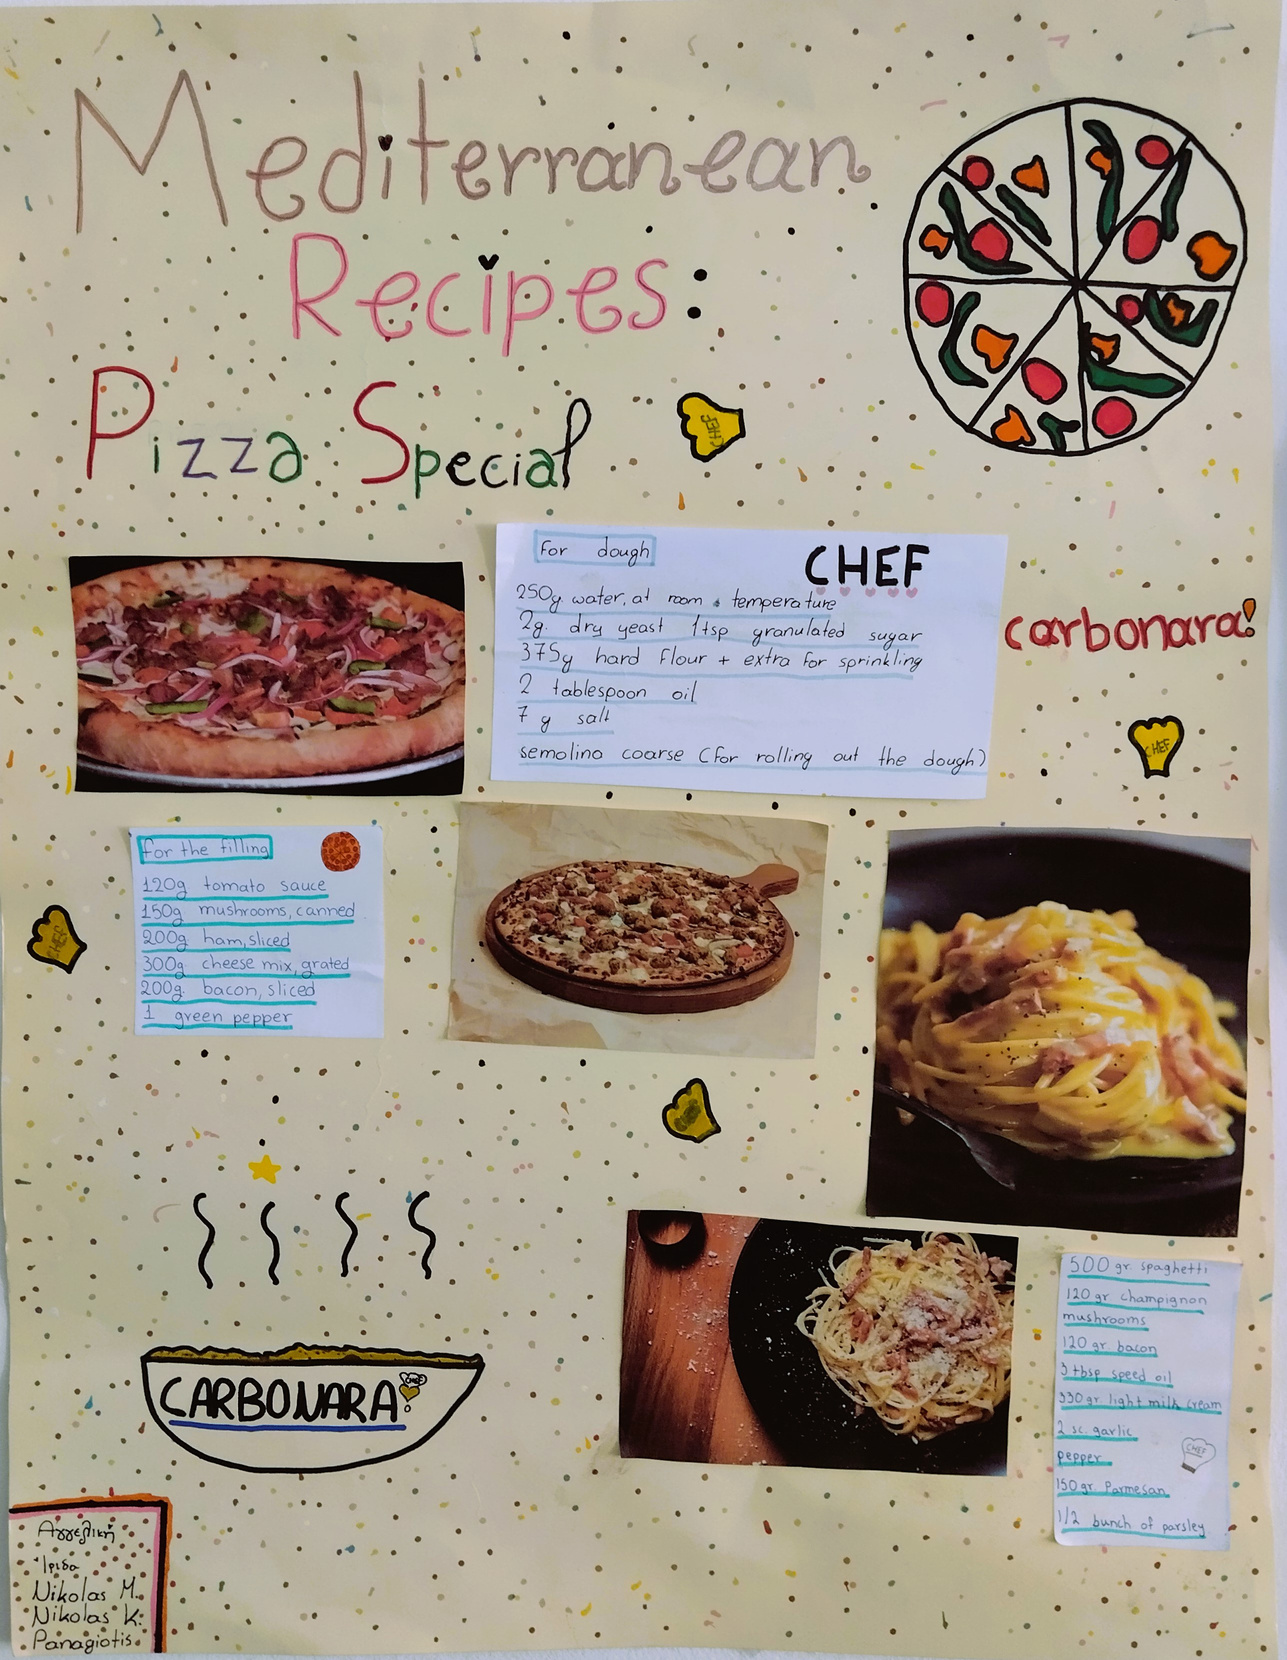 Mediterranean
Recipes:
Pizza Special
CHEF
for dough
CHEF
250g water, at room temperature
2g. dry yeast 1tsp granulated sugar
375g hard flour + extra for sprinkling
2 tablespoon oil
7 g salt
semolino coarse (for rolling out the dough)
carbonara!
CHEF
for the filling
120g tomato sauce
150g mushrooms, canned
200g ham, sliced
300g cheese mix, grated
200g. bacon, sliced
1 green pepper
CHEF
CARBONARA!
CHEF
500 gr. spaghetti
120 gr champignon
mushrooms
120 gr. bacon
3 tbsp speed oil
330 gr. light milk cream
2 sc. garlic
pepper
CHEF
150 gr. Parmesan
1/2 bunch of parsley
Αγγελική
Ίριδα
Nikolas M.
Nikolas K.
Panagiotis